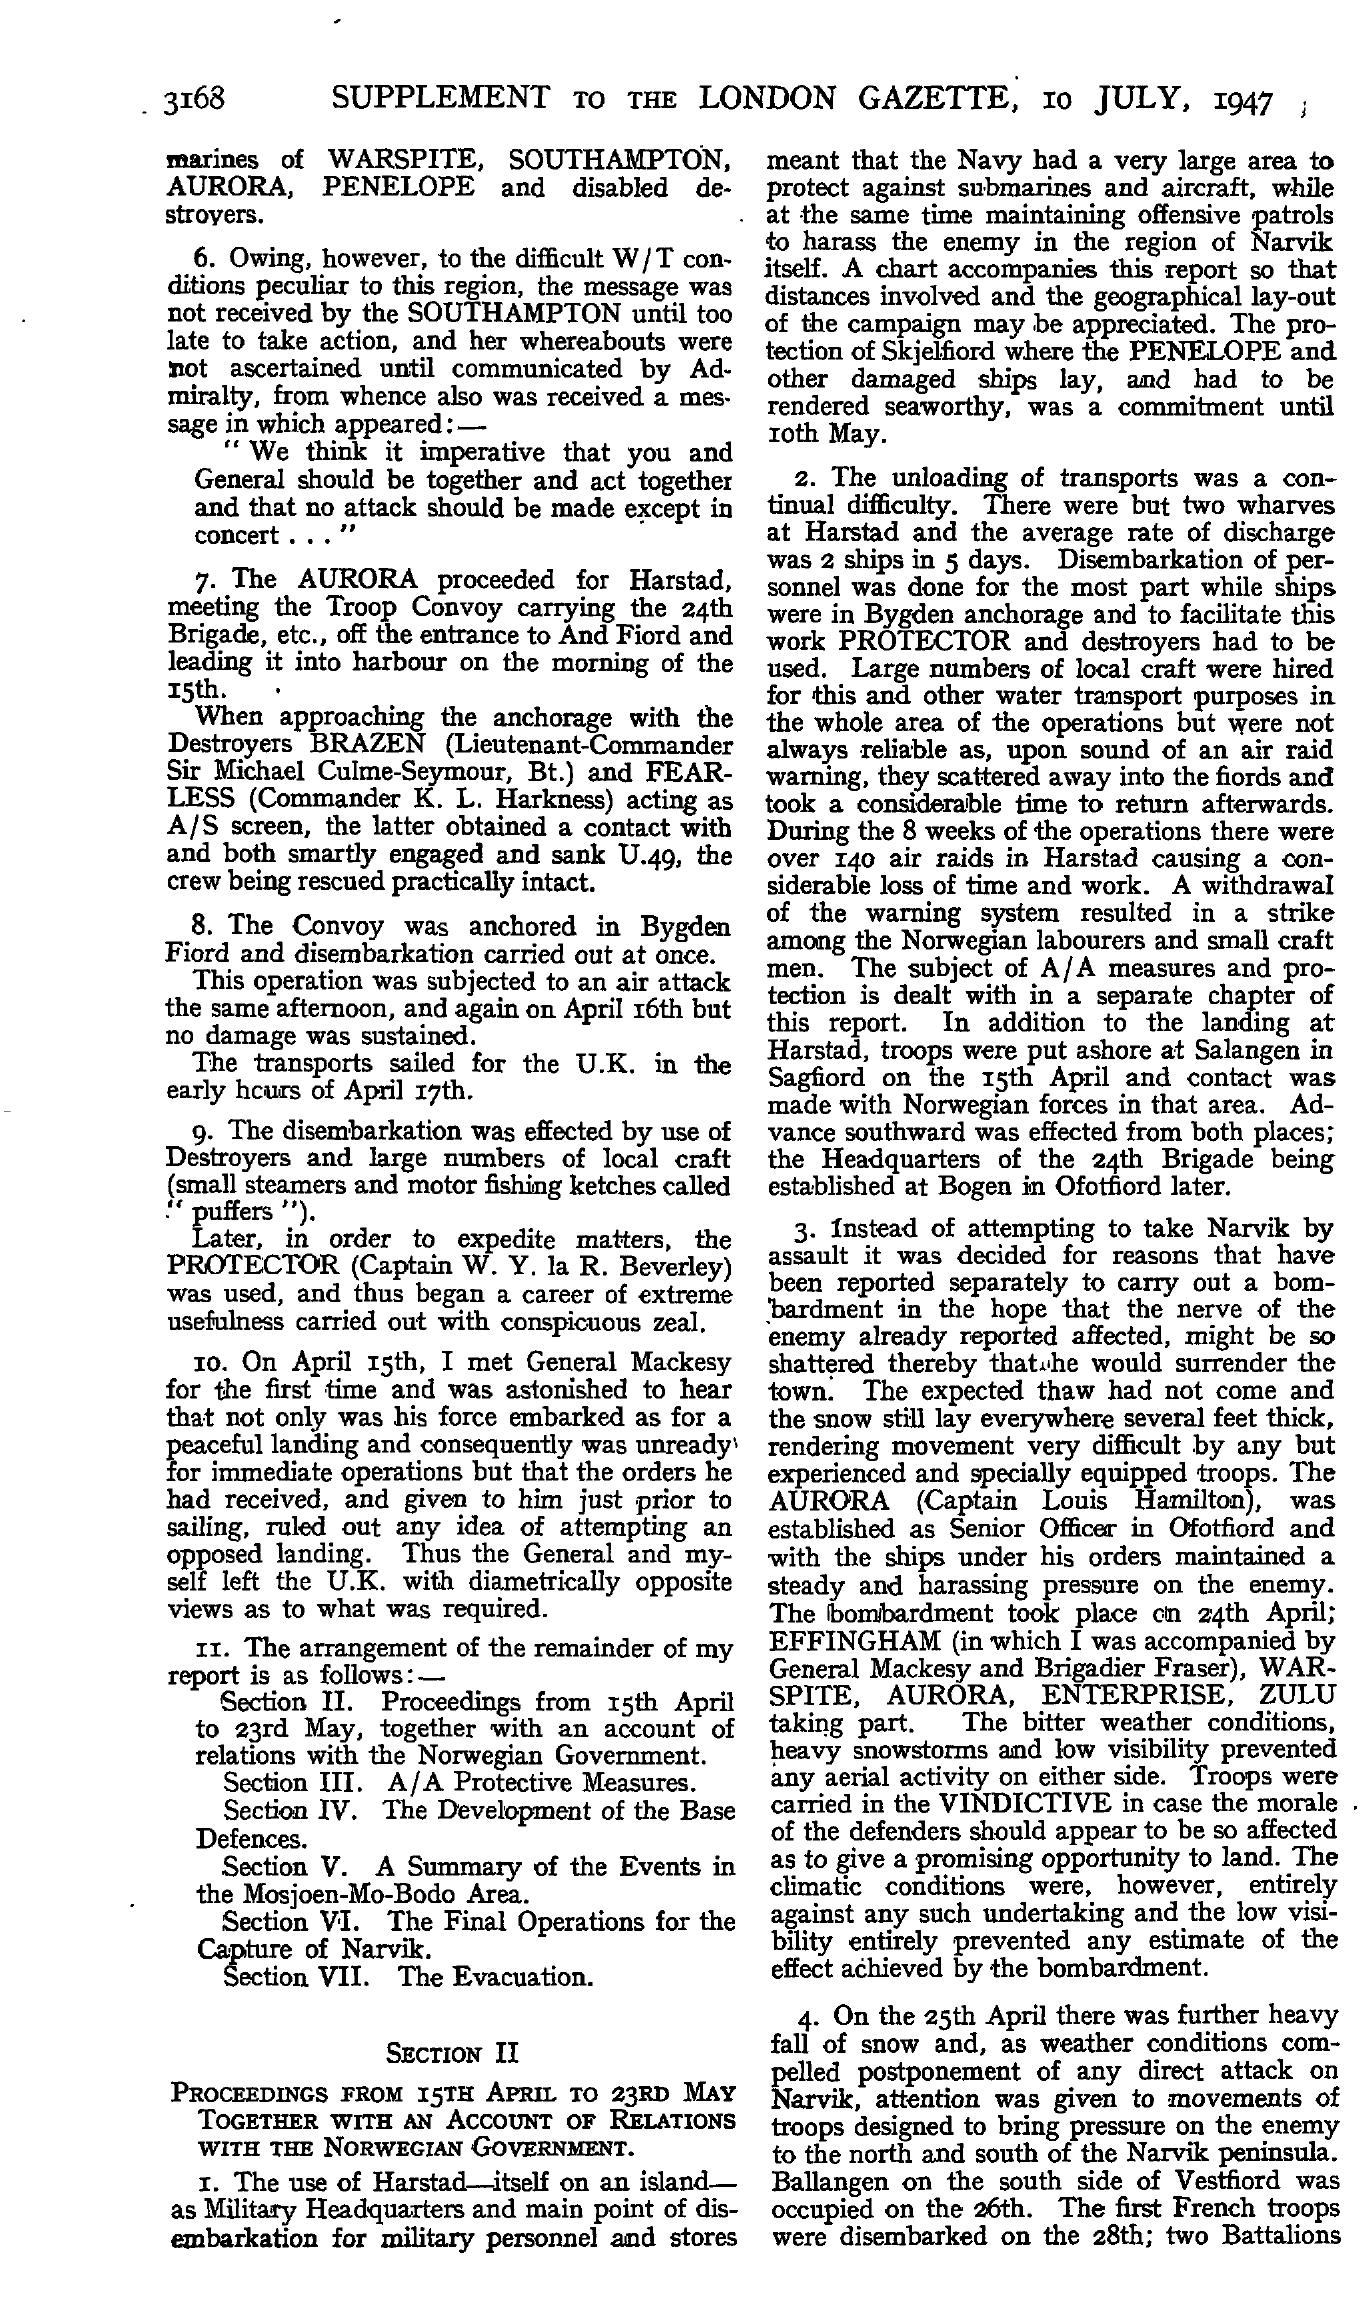 3168 SUPPLEMENT TO THE LONDON GAZETTE, 10 JULY, 1947
marines of WARSPITE, SOUTHAMPTON,
AURORA, PENELOPE and disabled de-
stroyers.
6. Owing, however, to the difficult W/T con-
ditions peculiar to this region, the message was
not received by the SOUTHAMPTON until too
late to take action, and her whereabouts were
not ascertained until communicated by Ad-
miralty, from whence also was received a mes-
sage in which appeared:—
" We think it imperative that you and
General should be together and act together
and that no attack should be made except in
concert . . . "
7. The AURORA proceeded for Harstad,
meeting the Troop Convoy carrying the 24th
Brigade, etc., off the entrance to And Fiord and
leading it into harbour on the morning of the
15th.
When approaching the anchorage with the
Destroyers BRAZEN (Lieutenant-Commander
Sir Michael Culme-Seymour, Bt.) and FEAR-
LESS (Commander K. L. Harkness) acting as
A/S screen, the latter obtained a contact with
and both smartly engaged and sank U.49, the
crew being rescued practically intact.
8. The Convoy was anchored in Bygden
Fiord and disembarkation carried out at once.
This operation was subjected to an air attack
the same afternoon, and again on April 16th but
no damage was sustained.
The transports sailed for the U.K. in the
early hours of April 17th.
9. The disembarkation was effected by use of
Destroyers and large numbers of local craft
(small steamers and motor fishing ketches called
" puffers ").
Later, in order to expedite matters, the
PROTECTOR (Captain W. Y. la R. Beverley)
was used, and thus began a career of extreme
usefulness carried out with conspicuous zeal.
10. On April 15th, I met General Mackesy
for the first time and was astonished to hear
that not only was his force embarked as for a
peaceful landing and consequently was unready
for immediate operations but that the orders he
had received, and given to him just prior to
sailing, ruled out any idea of attempting an
opposed landing. Thus the General and my-
self left the U.K. with diametrically opposite
views as to what was required.
11. The arrangement of the remainder of my
report is as follows:—
Section II. Proceedings from 15th April
to 23rd May, together with an account of
relations with the Norwegian Government.
Section III. A/A Protective Measures.
Section IV. The Development of the Base
Defences.
Section V. A Summary of the Events in
the Mosjoen-Mo-Bodo Area.
Section VI. The Final Operations for the
Capture of Narvik.
Section VII. The Evacuation.
SECTION II
PROCEEDINGS FROM 15TH APRIL TO 23RD MAY
TOGETHER WITH AN ACCOUNT OF RELATIONS
WITH THE NORWEGIAN GOVERNMENT.
1. The use of Harstad—itself on an island—
as Military Headquarters and main point of dis-
embarkation for military personnel and stores
meant that the Navy had a very large area to
protect against submarines and aircraft, while
at the same time maintaining offensive patrols
to harass the enemy in the region of Narvik
itself. A chart accompanies this report so that
distances involved and the geographical lay-out
of the campaign may be appreciated. The pro-
tection of Skjelfiord where the PENELOPE and
other damaged ships lay, and had to be
rendered seaworthy, was a commitment until
10th May.
2. The unloading of transports was a con-
tinual difficulty. There were but two wharves
at Harstad and the average rate of discharge
was 2 ships in 5 days. Disembarkation of per-
sonnel was done for the most part while ships
were in Bygden anchorage and to facilitate this
work PROTECTOR and destroyers had to be
used. Large numbers of local craft were hired
for this and other water transport purposes in
the whole area of the operations but were not
always reliable as, upon sound of an air raid
warning, they scattered away into the fiords and
took a considerable time to return afterwards.
During the 8 weeks of the operations there were
over 140 air raids in Harstad causing a con-
siderable loss of time and work. A withdrawal
of the warning system resulted in a strike
among the Norwegian labourers and small craft
men. The subject of A/A measures and pro-
tection is dealt with in a separate chapter of
this report. In addition to the landing at
Harstad, troops were put ashore at Salangen in
Sagfiord on the 15th April and contact was
made with Norwegian forces in that area. Ad-
vance southward was effected from both places;
the Headquarters of the 24th Brigade being
established at Bogen in Ofotfiord later.
3. Instead of attempting to take Narvik by
assault it was decided for reasons that have
been reported separately to carry out a bom-
bardment in the hope that the nerve of the
enemy already reported affected, might be so
shattered thereby that he would surrender the
town. The expected thaw had not come and
the snow still lay everywhere several feet thick,
rendering movement very difficult by any but
experienced and specially equipped troops. The
AURORA (Captain Louis Hamilton), was
established as Senior Officer in Ofotfiord and
with the ships under his orders maintained a
steady and harassing pressure on the enemy.
The bombardment took place on 24th April;
EFFINGHAM (in which I was accompanied by
General Mackesy and Brigadier Fraser), WAR-
SPITE, AURORA, ENTERPRISE, ZULU
taking part. The bitter weather conditions,
heavy snowstorms and low visibility prevented
any aerial activity on either side. Troops were
carried in the VINDICTIVE in case the morale
of the defenders should appear to be so affected
as to give a promising opportunity to land. The
climatic conditions were, however, entirely
against any such undertaking and the low visi-
bility entirely prevented any estimate of the
effect achieved by the bombardment.
4. On the 25th April there was further heavy
fall of snow and, as weather conditions com-
pelled postponement of any direct attack on
Narvik, attention was given to movements of
troops designed to bring pressure on the enemy
to the north and south of the Narvik peninsula.
Ballangen on the south side of Vestfiord was
occupied on the 26th. The first French troops
were disembarked on the 28th; two Battalions